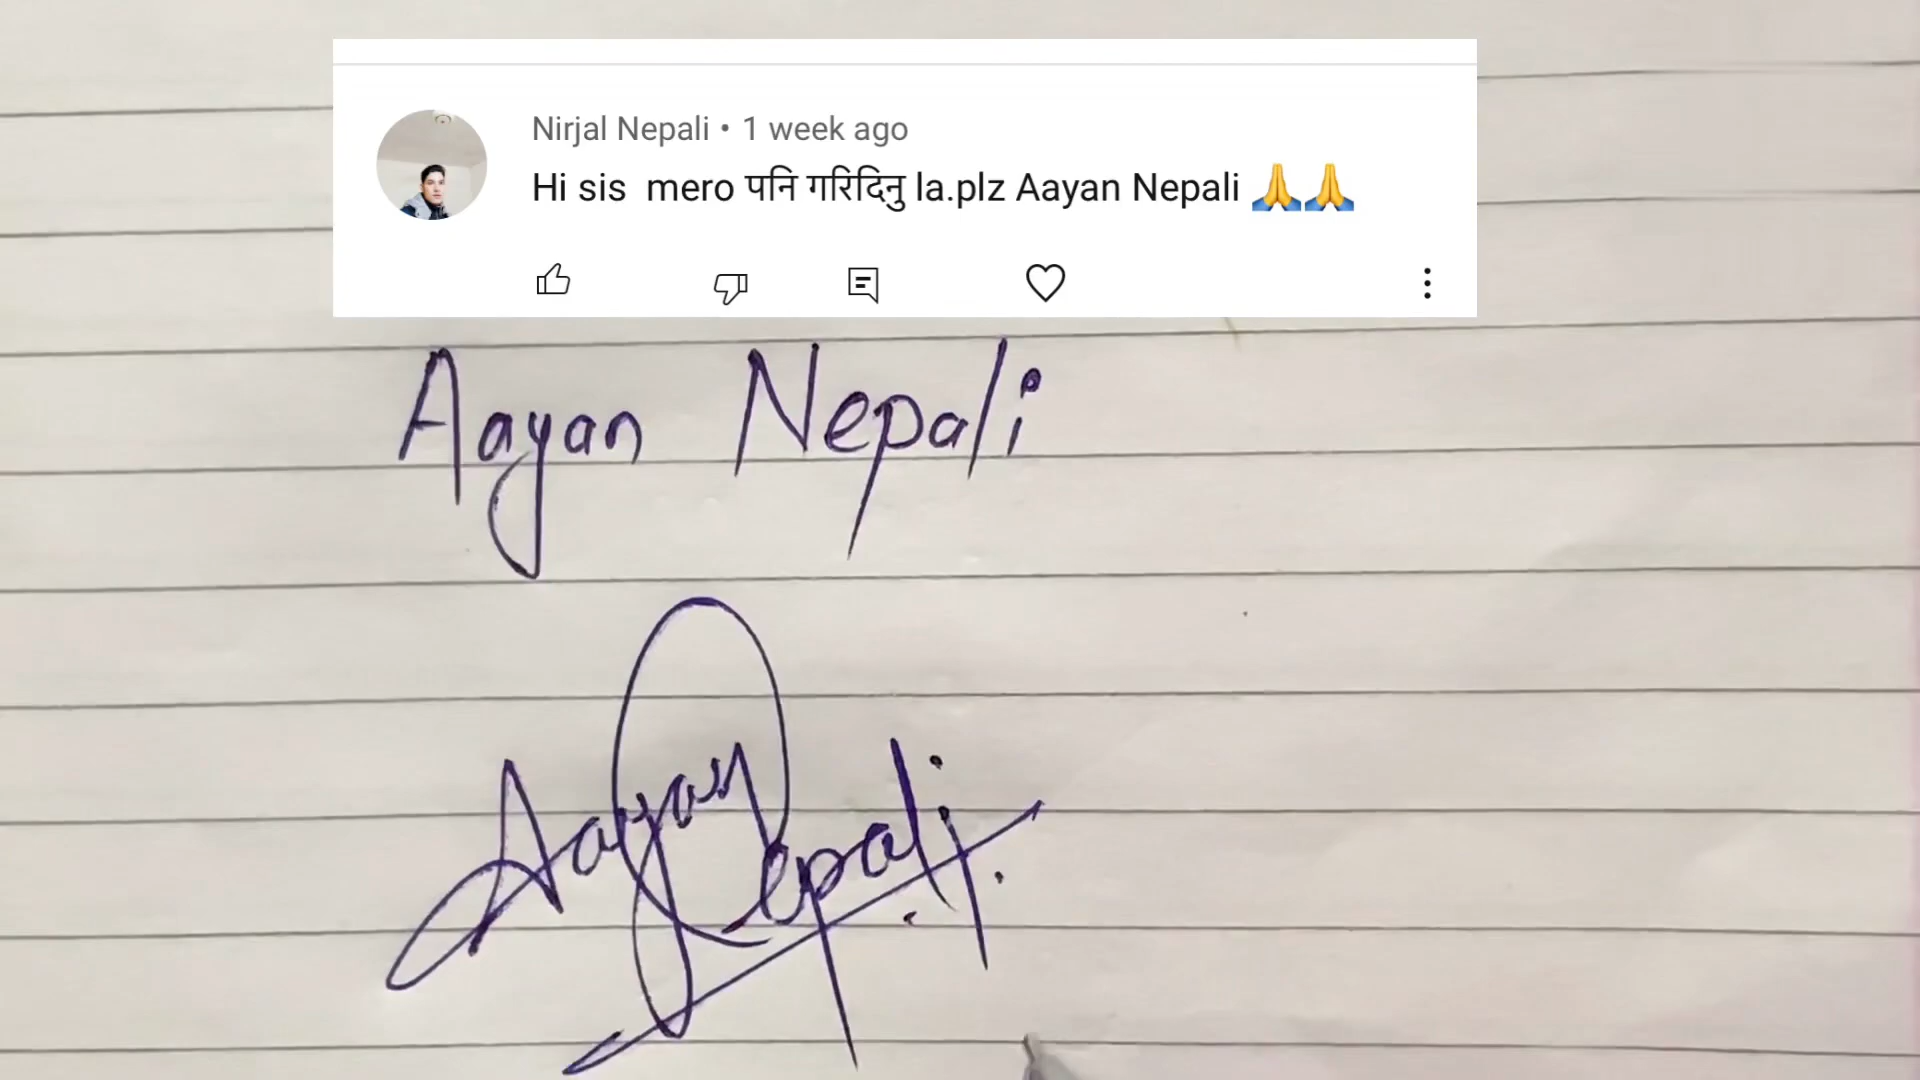 Nirjal Nepali • 1 week ago
Hi sis mero पनि गरिदिनु la.plz Aayan Nepali 🙏🙏
Aayan Nepali
Aayan
Nepali